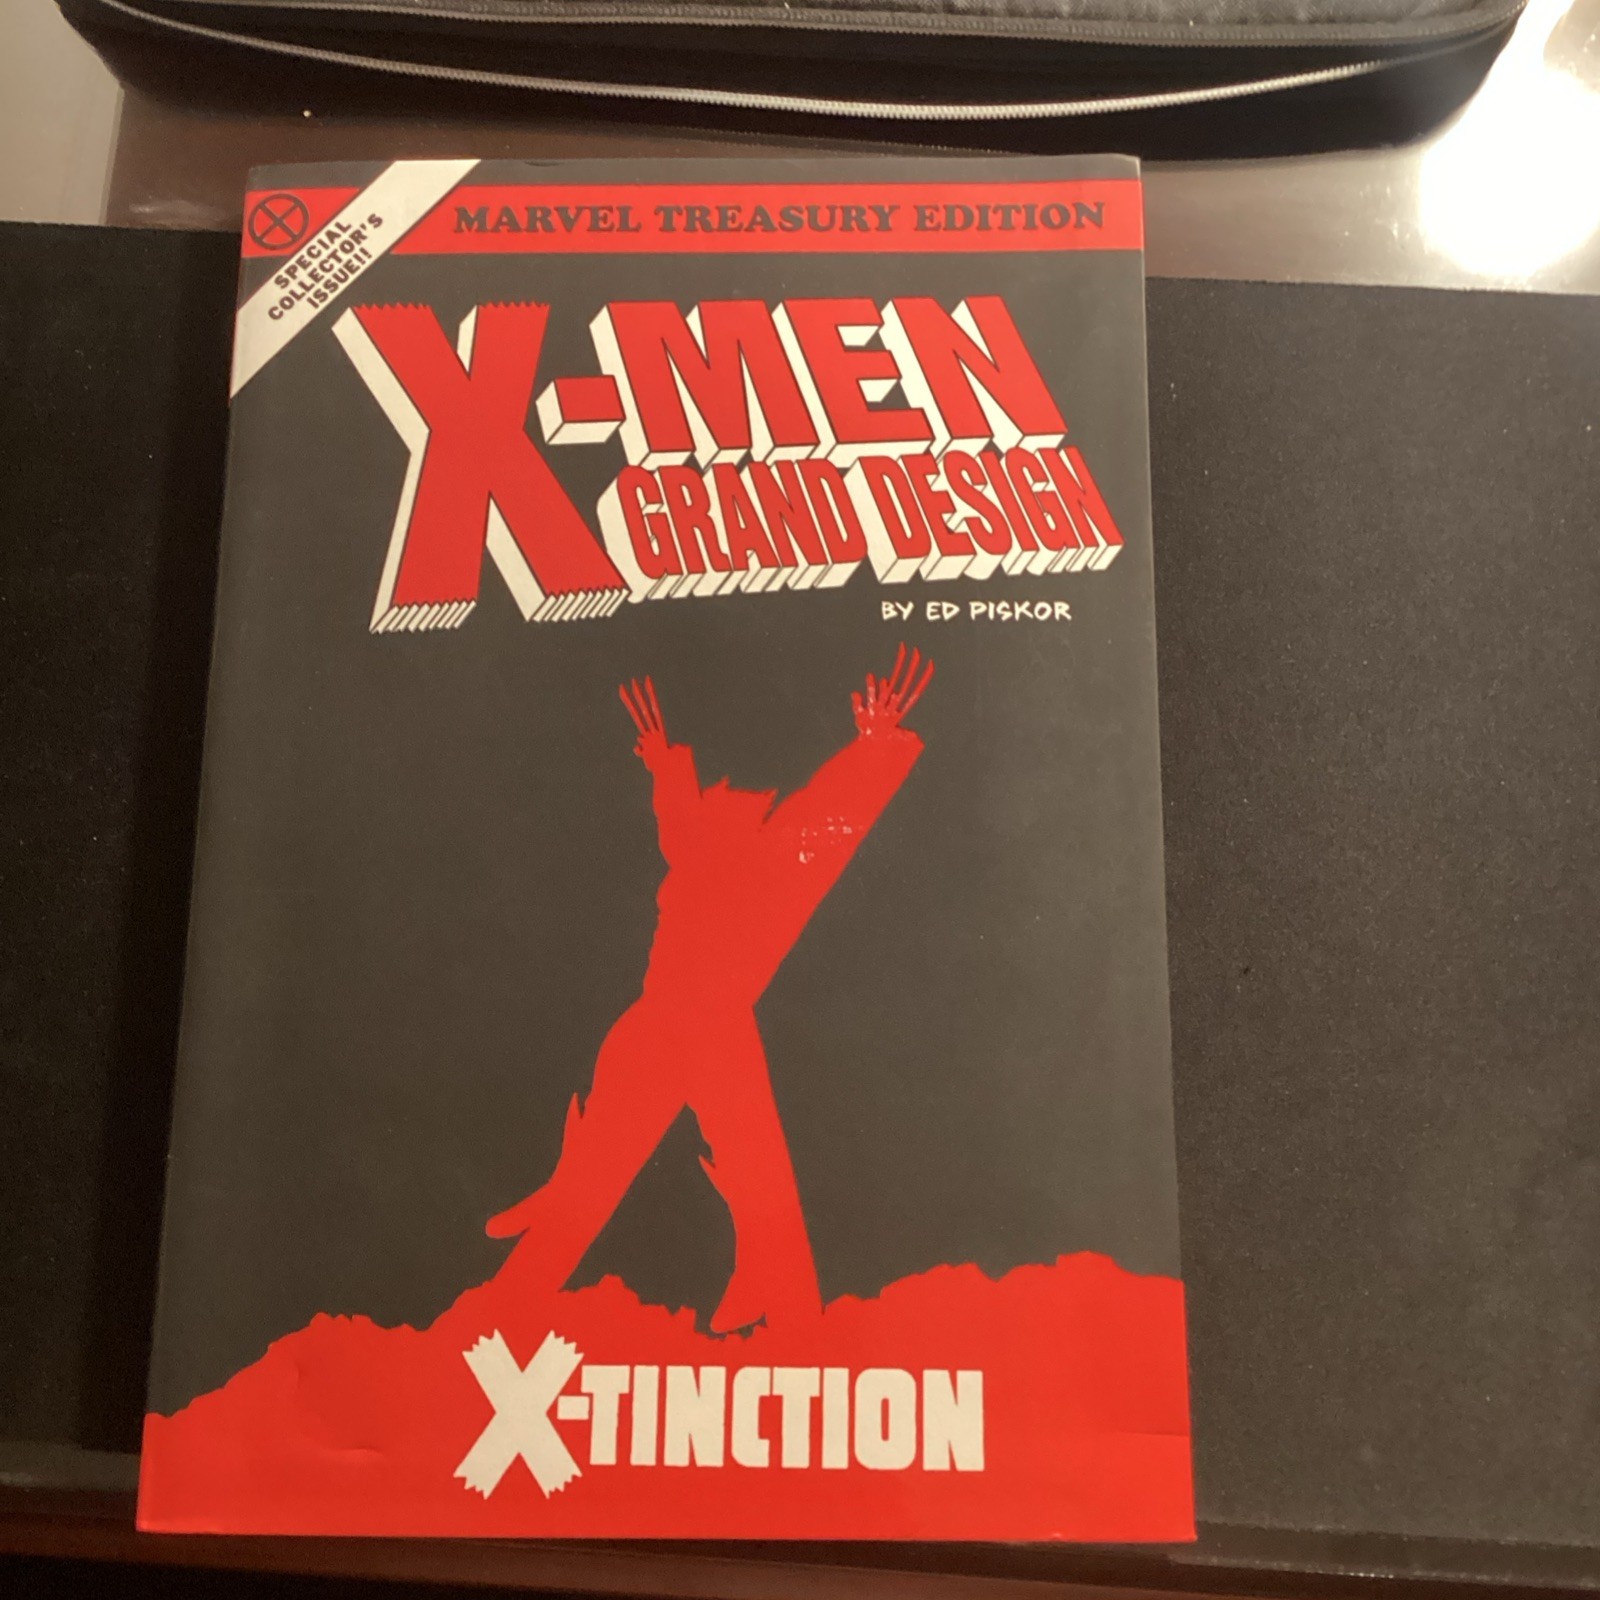 SPECIAL
COLLECTOR'S
ISSUE!!
MARVEL TREASURY EDITION
X-MEN
GRAND DESIGN
BY ED PISKOR
X-TINCTION